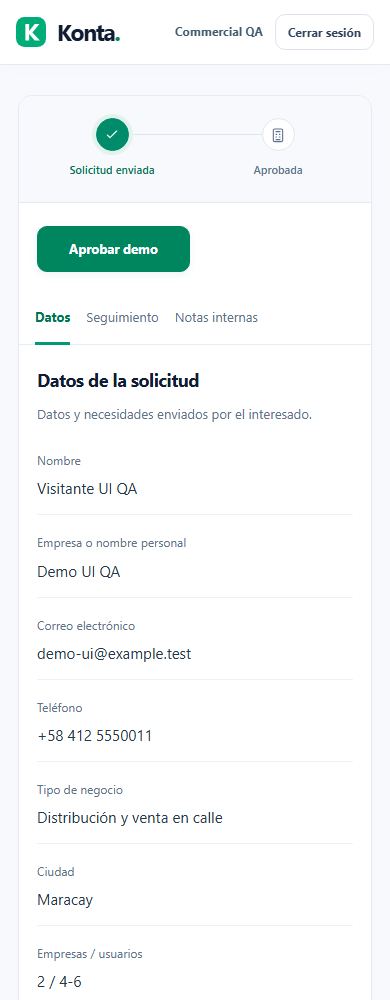 K Konta.
Commercial QA
Cerrar sesión
Solicitud enviada
Aprobada
Aprobar demo
Datos
Seguimiento
Notas internas
Datos de la solicitud
Datos y necesidades enviados por el interesado.
Nombre
Visitante UI QA
Empresa o nombre personal
Demo UI QA
Correo electrónico
demo-ui@example.test
Teléfono
+58 412 5550011
Tipo de negocio
Distribución y venta en calle
Ciudad
Maracay
Empresas / usuarios
2 / 4-6